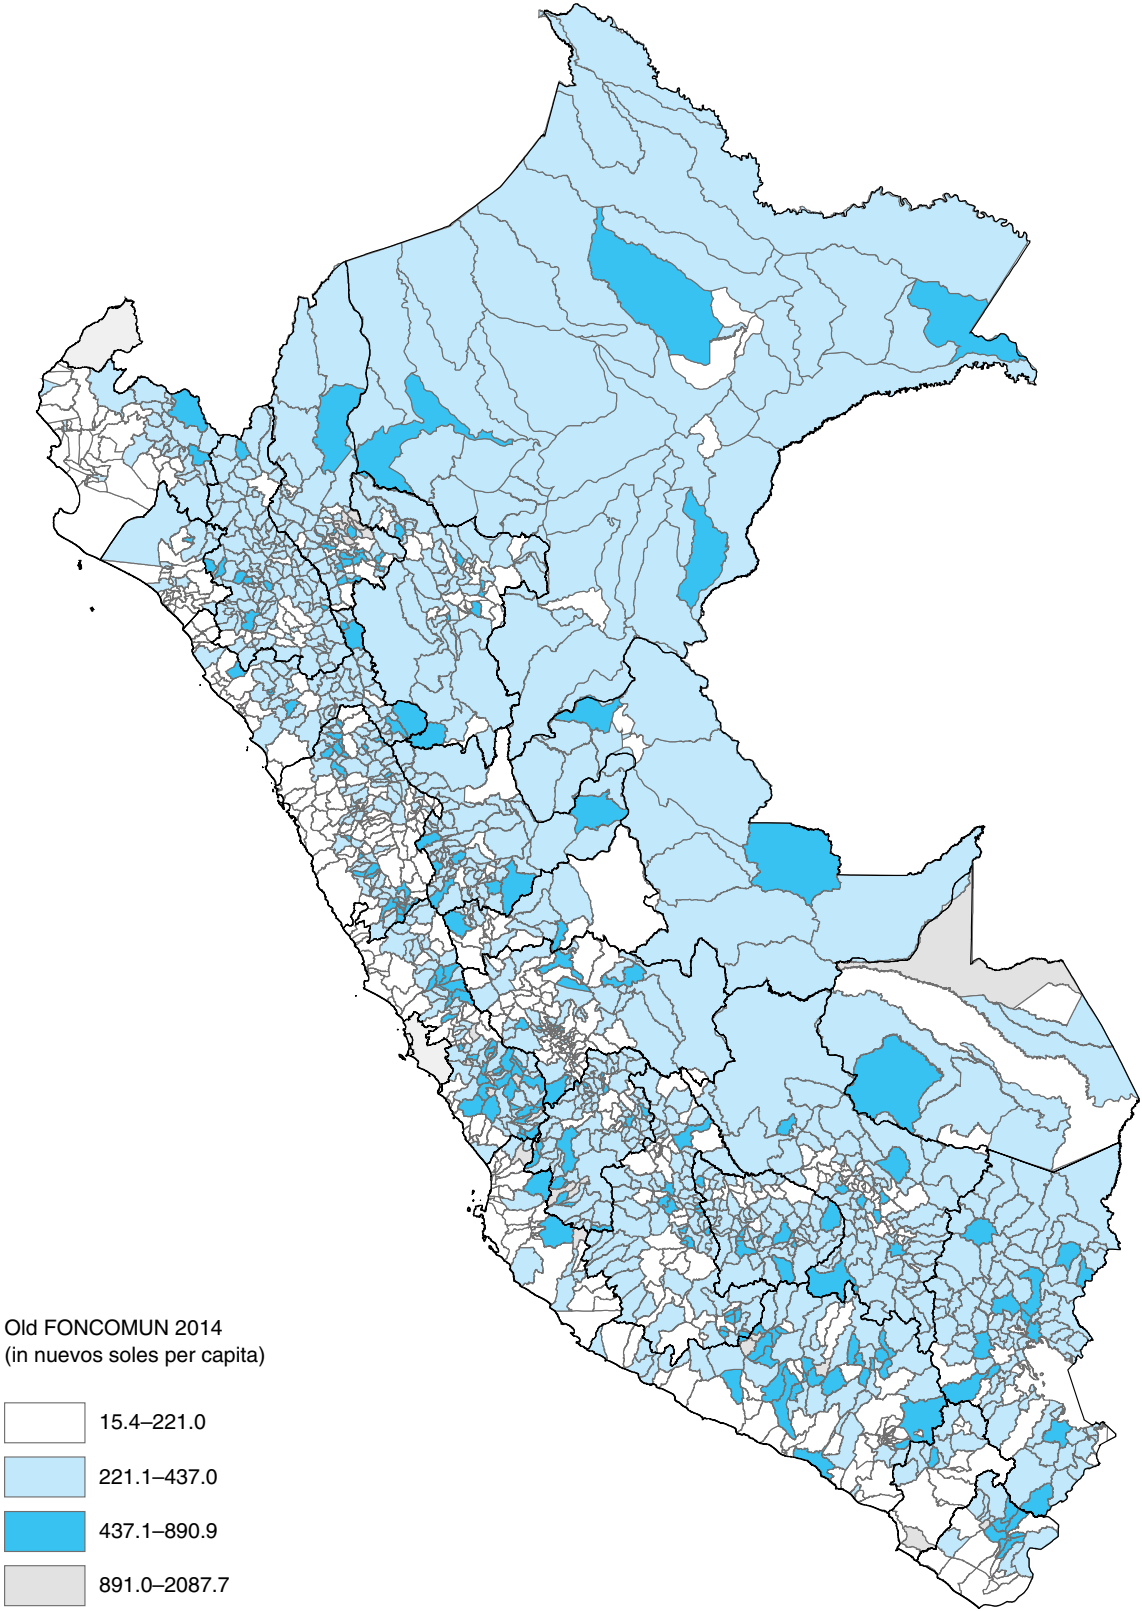 Old FONCOMUN 2014
(in nuevos soles per capita)
15.4–221.0
221.1–437.0
437.1–890.9
891.0–2087.7